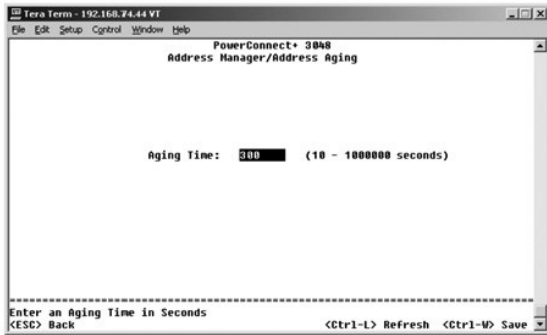 Tera Term - 192.168.74.44 VT
File Edit Setup Control Window Help
PowerConnect+ 3048
Address Manager/Address Aging
Aging Time: 300 (10 - 1000000 seconds)
Enter an Aging Time in Seconds
<ESC> Back <Ctrl-L> Refresh <Ctrl-W> Save